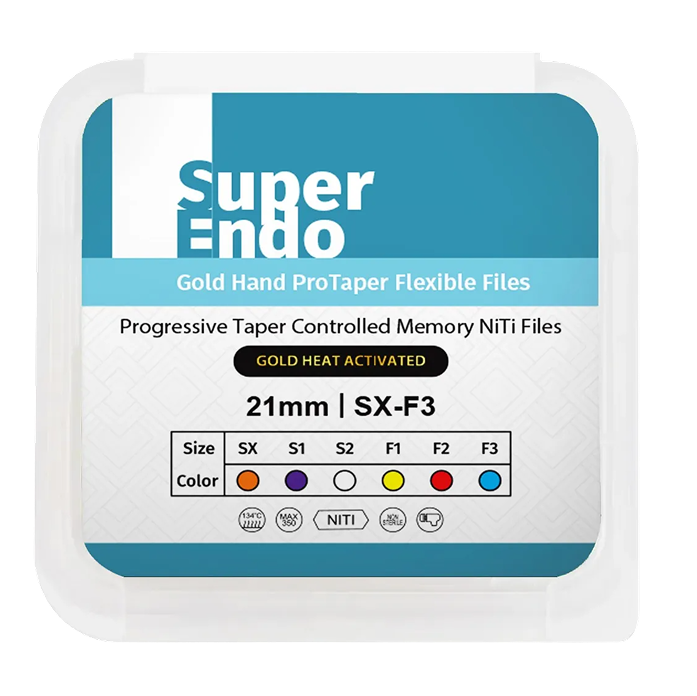 Super
Endo
Gold Hand ProTaper Flexible Files
Progressive Taper Controlled Memory NiTi Files
GOLD HEAT ACTIVATED
21mm | SX-F3
Size SX S1 S2 F1 F2 F3
Color
134°C MAX 350 NITI NON STERILE